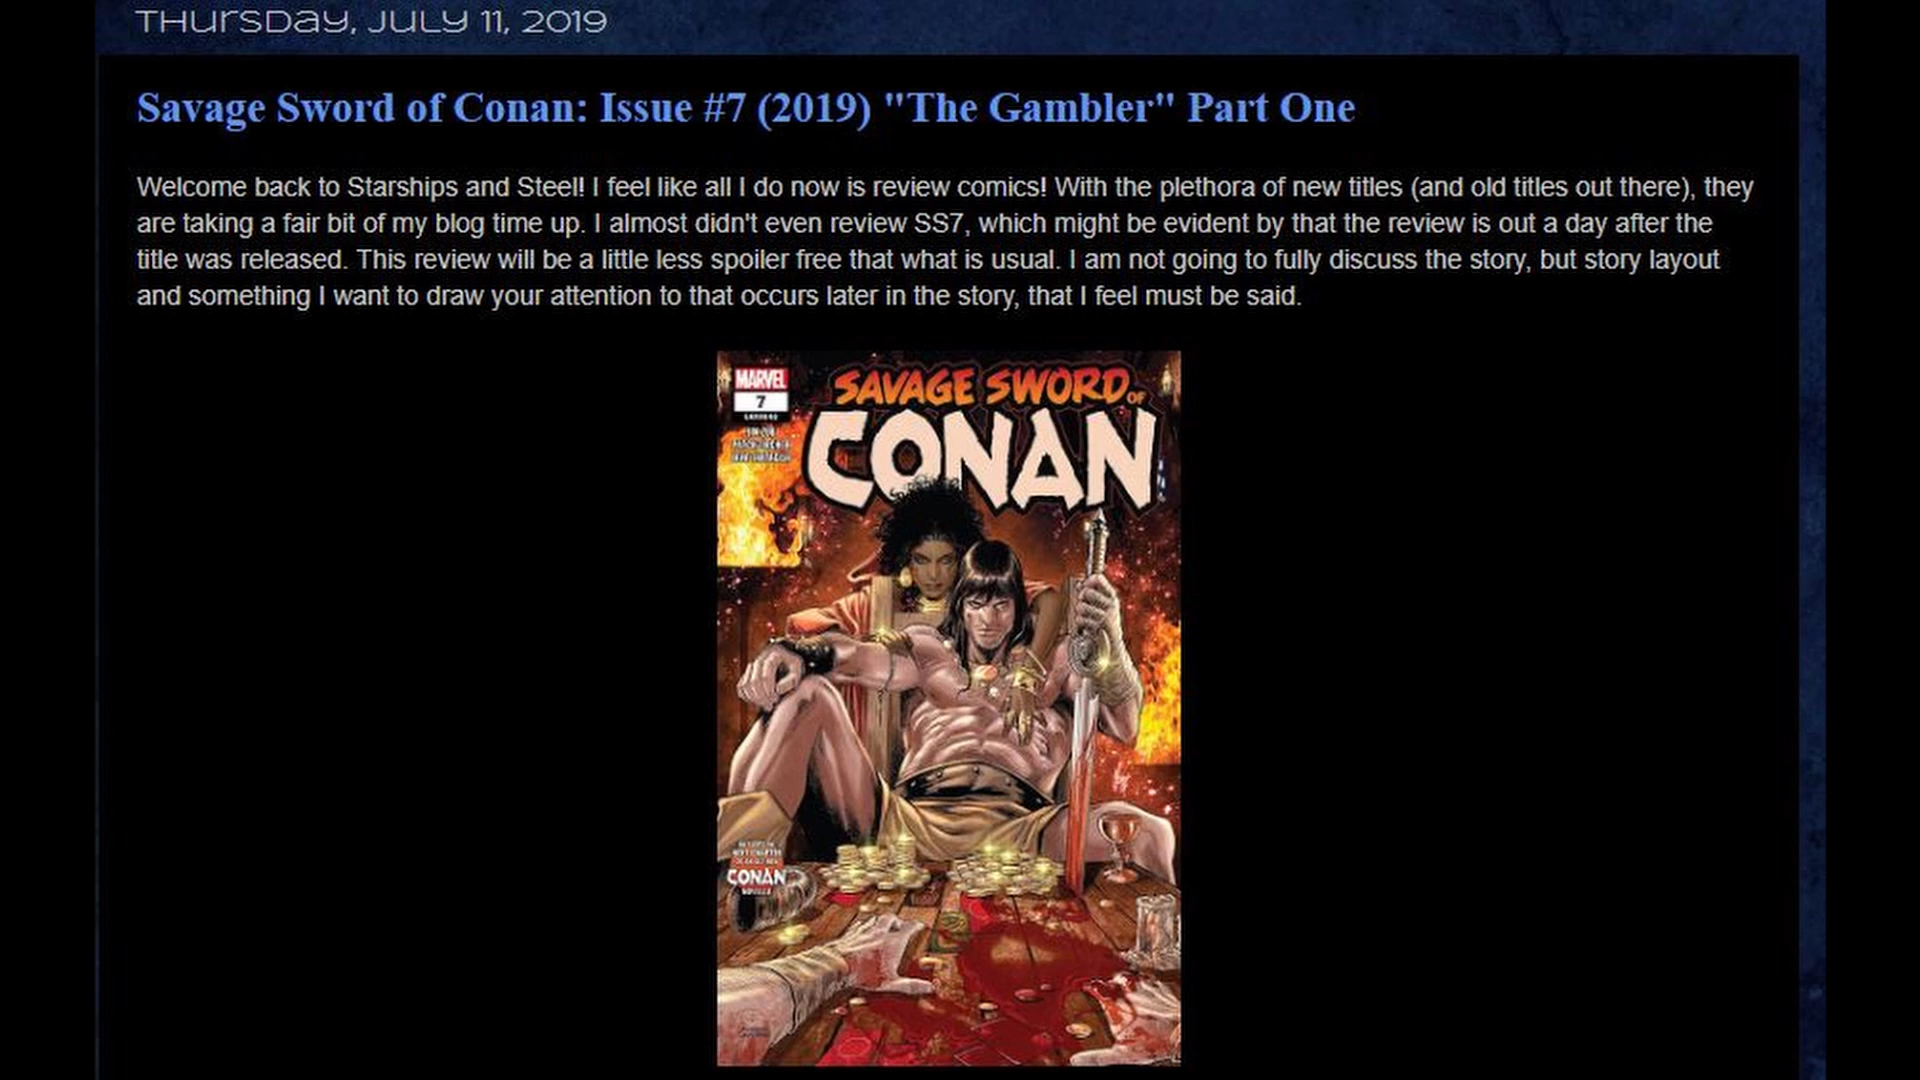 THURSDAY, JULY 11, 2019
Savage Sword of Conan: Issue #7 (2019) "The Gambler" Part One
Welcome back to Starships and Steel! I feel like all I do now is review comics! With the plethora of new titles (and old titles out there), they
are taking a fair bit of my blog time up. I almost didn't even review SS7, which might be evident by that the review is out a day after the
title was released. This review will be a little less spoiler free that what is usual. I am not going to fully discuss the story, but story layout
and something I want to draw your attention to that occurs later in the story, that I feel must be said.
MARVEL
7
SAVAGE SWORD OF
CONAN
CONAN